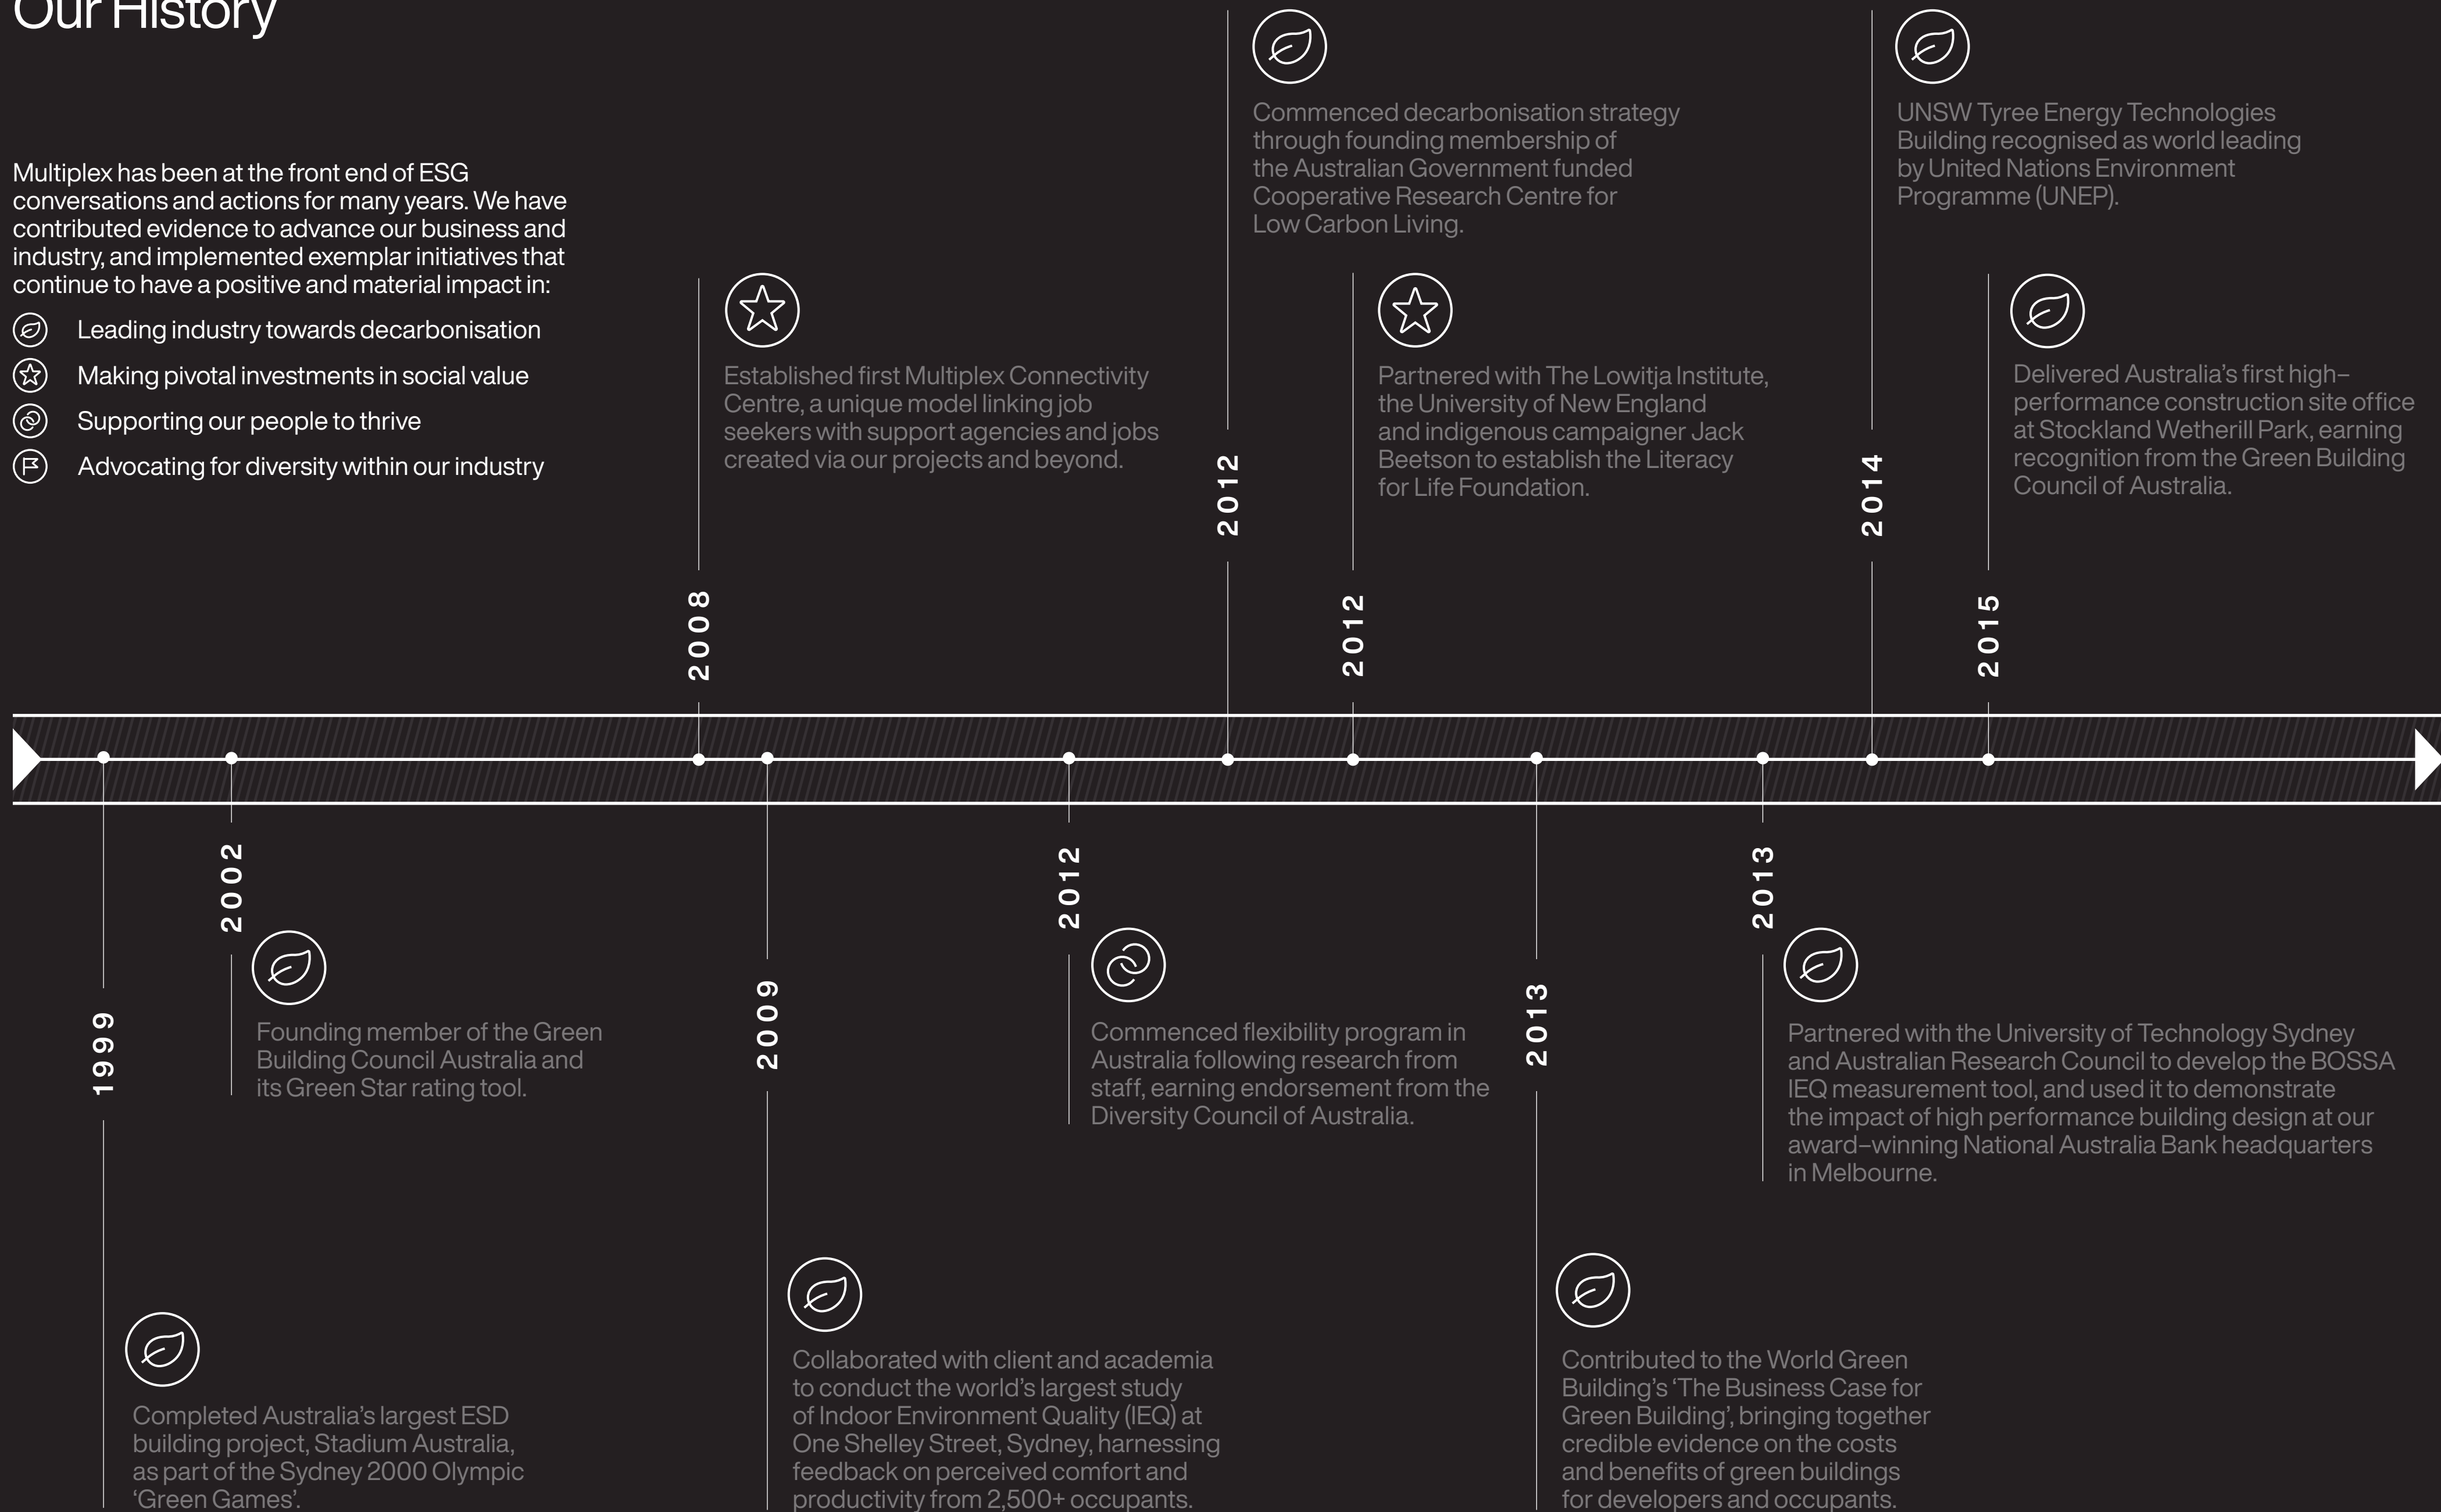 Our History
Multiplex has been at the front end of ESG
conversations and actions for many years. We have
contributed evidence to advance our business and
industry, and implemented exemplar initiatives that
continue to have a positive and material impact in:
Leading industry towards decarbonisation
Making pivotal investments in social value
Supporting our people to thrive
Advocating for diversity within our industry
1999
Completed Australia’s largest ESD
building project, Stadium Australia,
as part of the Sydney 2000 Olympic
‘Green Games’.
2002
Founding member of the Green
Building Council Australia and
its Green Star rating tool.
2008
Established first Multiplex Connectivity
Centre, a unique model linking job
seekers with support agencies and jobs
created via our projects and beyond.
2009
Collaborated with client and academia
to conduct the world’s largest study
of Indoor Environment Quality (IEQ) at
One Shelley Street, Sydney, harnessing
feedback on perceived comfort and
productivity from 2,500+ occupants.
2012
Commenced flexibility program in
Australia following research from
staff, earning endorsement from the
Diversity Council of Australia.
2012
Commenced decarbonisation strategy
through founding membership of
the Australian Government funded
Cooperative Research Centre for
Low Carbon Living.
2012
Partnered with The Lowitja Institute,
the University of New England
and indigenous campaigner Jack
Beetson to establish the Literacy
for Life Foundation.
2013
Contributed to the World Green
Building’s ‘The Business Case for
Green Building’, bringing together
credible evidence on the costs
and benefits of green buildings
for developers and occupants.
2013
Partnered with the University of Technology Sydney
and Australian Research Council to develop the BOSSA
IEQ measurement tool, and used it to demonstrate
the impact of high performance building design at our
award–winning National Australia Bank headquarters
in Melbourne.
2014
UNSW Tyree Energy Technologies
Building recognised as world leading
by United Nations Environment
Programme (UNEP).
2015
Delivered Australia’s first high–
performance construction site office
at Stockland Wetherill Park, earning
recognition from the Green Building
Council of Australia.